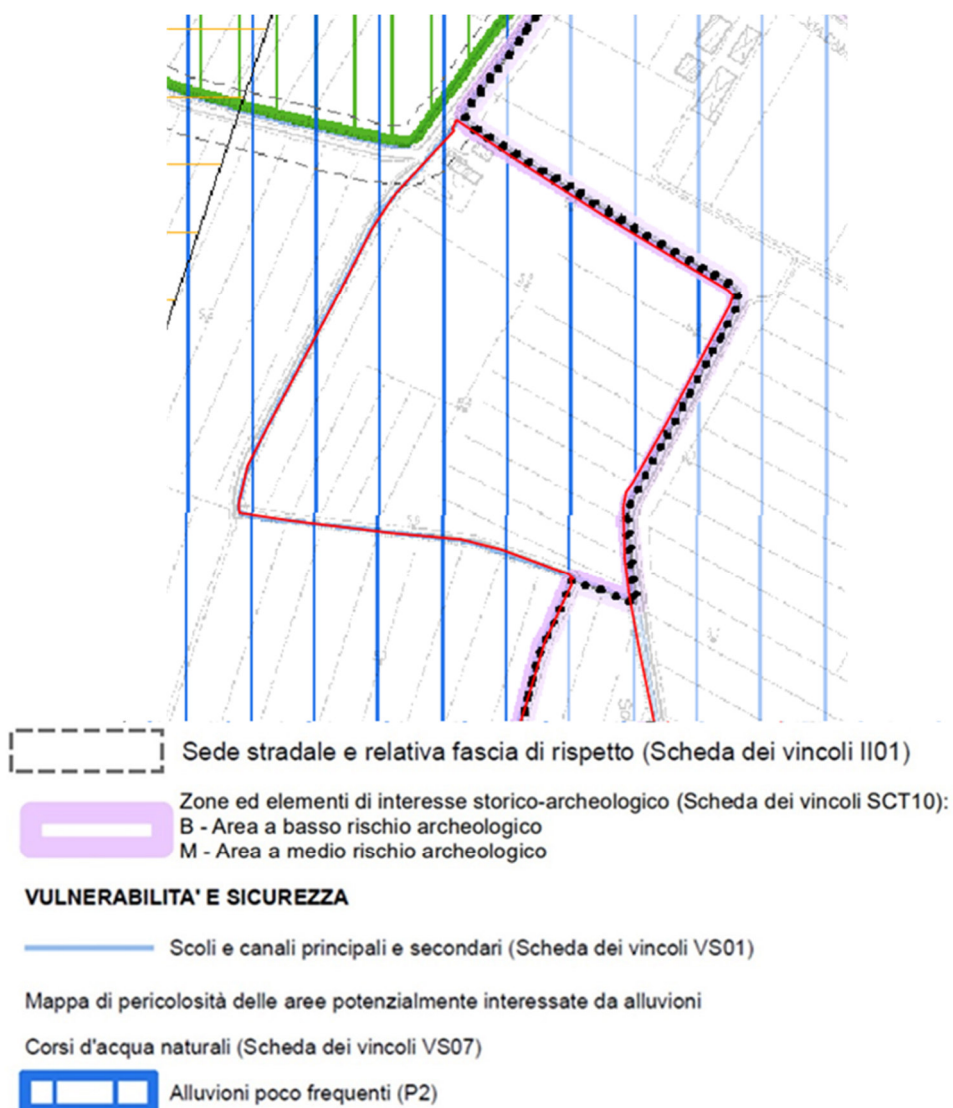 Sede stradale e relativa fascia di rispetto (Scheda dei vincoli II01)
Zone ed elementi di interesse storico-archeologico (Scheda dei vincoli SCT10):
B - Area a basso rischio archeologico
M - Area a medio rischio archeologico
VULNERABILITA' E SICUREZZA
Scoli e canali principali e secondari (Scheda dei vincoli VS01)
Mappa di pericolosità delle aree potenzialmente interessate da alluvioni
Corsi d'acqua naturali (Scheda dei vincoli VS07)
Alluvioni poco frequenti (P2)